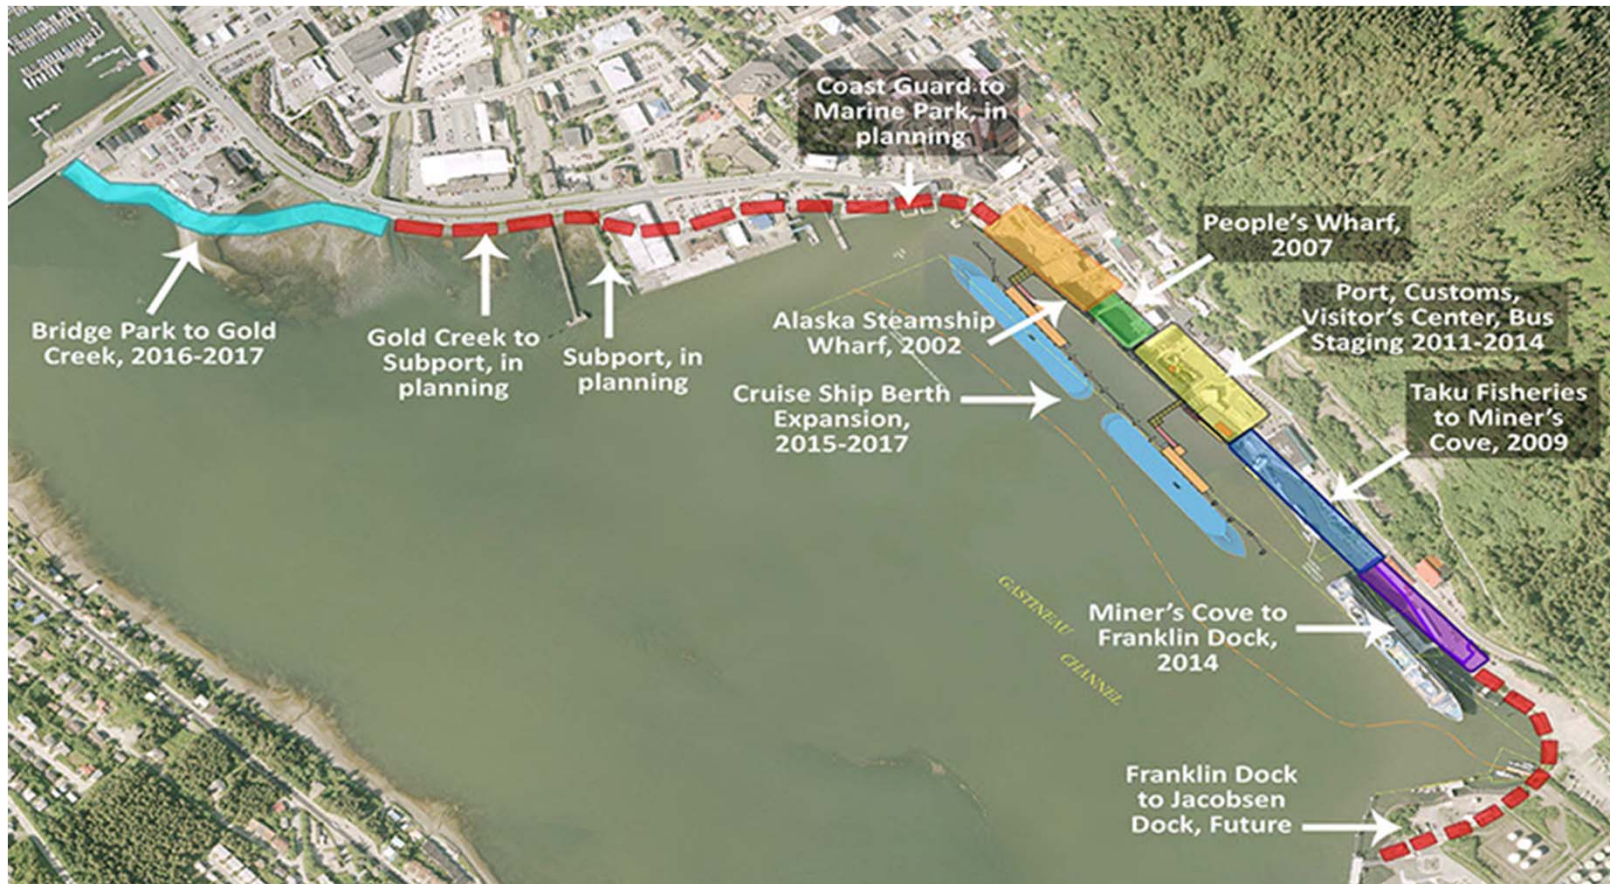 Coast Guard to
Marine Park, in
planning
People's Wharf,
2007
Port, Customs,
Visitor's Center, Bus
Staging 2011-2014
Bridge Park to Gold
Creek, 2016-2017
Gold Creek to
Subport, in
planning
Subport, in
planning
Alaska Steamship
Wharf, 2002
Cruise Ship Berth
Expansion,
2015-2017
Taku Fisheries
to Miner's
Cove, 2009
GASTINEAU
CHANNEL
Miner's Cove to
Franklin Dock,
2014
Franklin Dock
to Jacobsen
Dock, Future